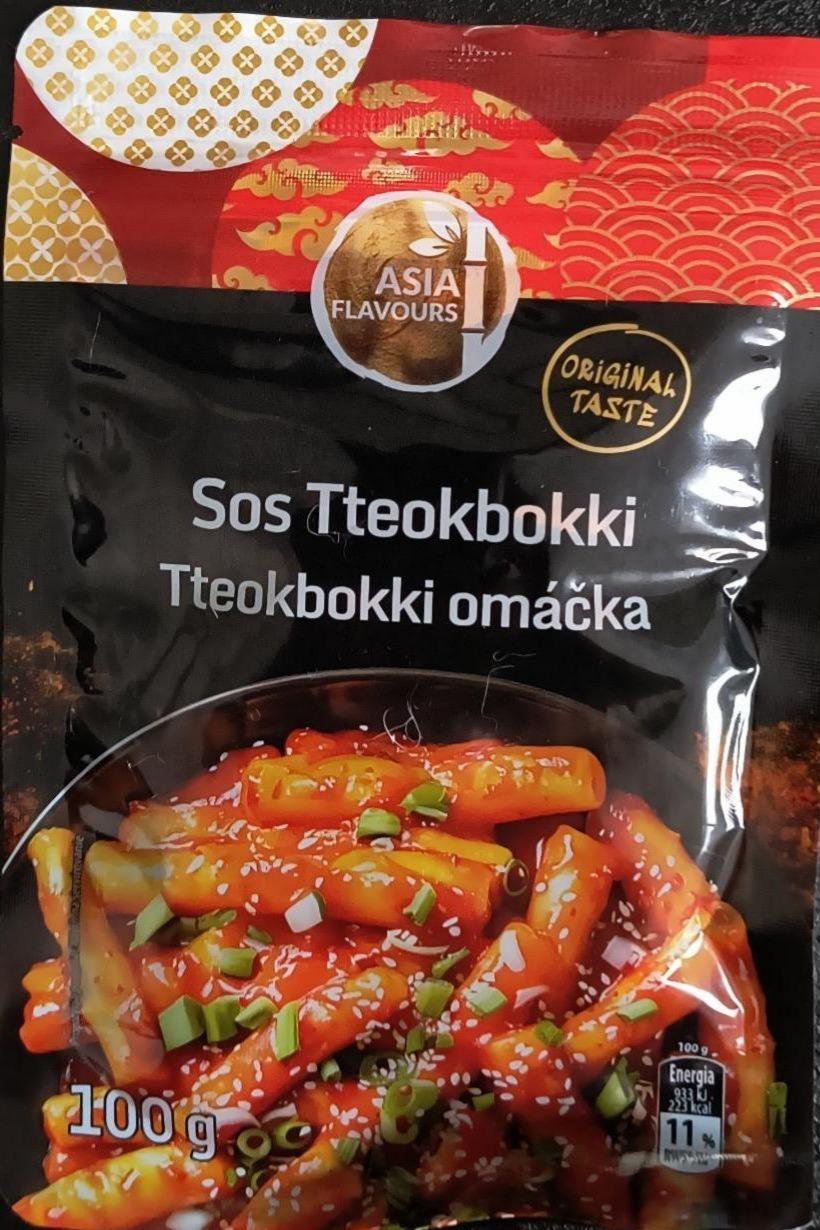 ASIA
FLAVOURS
ORIGINAL
TASTE
Sos Tteokbokki
Tteokbokki omáčka
100 g
100 g
Energia
933 kJ
223 kcal
11 %